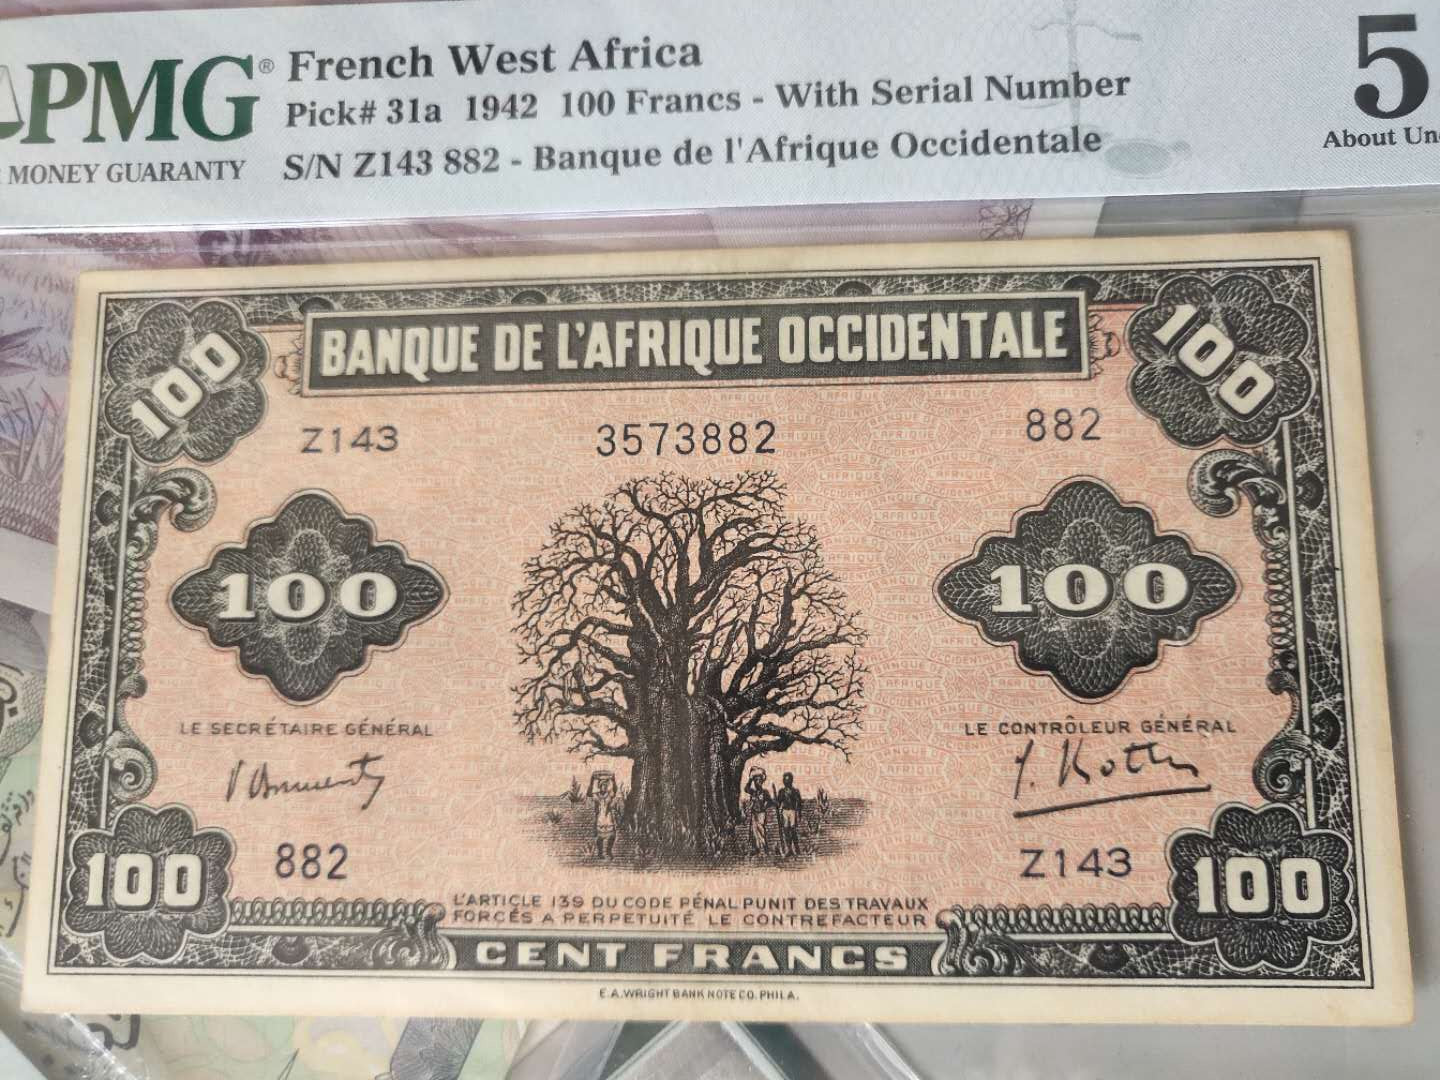 PMG® French West Africa
Pick# 31a 1942 100 Francs - With Serial Number
S/N Z143 882 - Banque de l'Afrique Occidentale
MONEY GUARANTY
5
About Un
BANQUE DE L'AFRIQUE OCCIDENTALE
100
100
Z143
3573882
882
100
100
LE SECRÉTAIRE GÉNÉRAL
LE CONTRÔLEUR GÉNÉRAL
882
Z143
100
100
L'ARTICLE 139 DU CODE PÉNAL PUNIT DES TRAVAUX
FORCÉS A PERPETUITÉ LE CONTREFACTEUR
CENT FRANCS
E.A.WRIGHT BANK NOTE CO. PHILA.